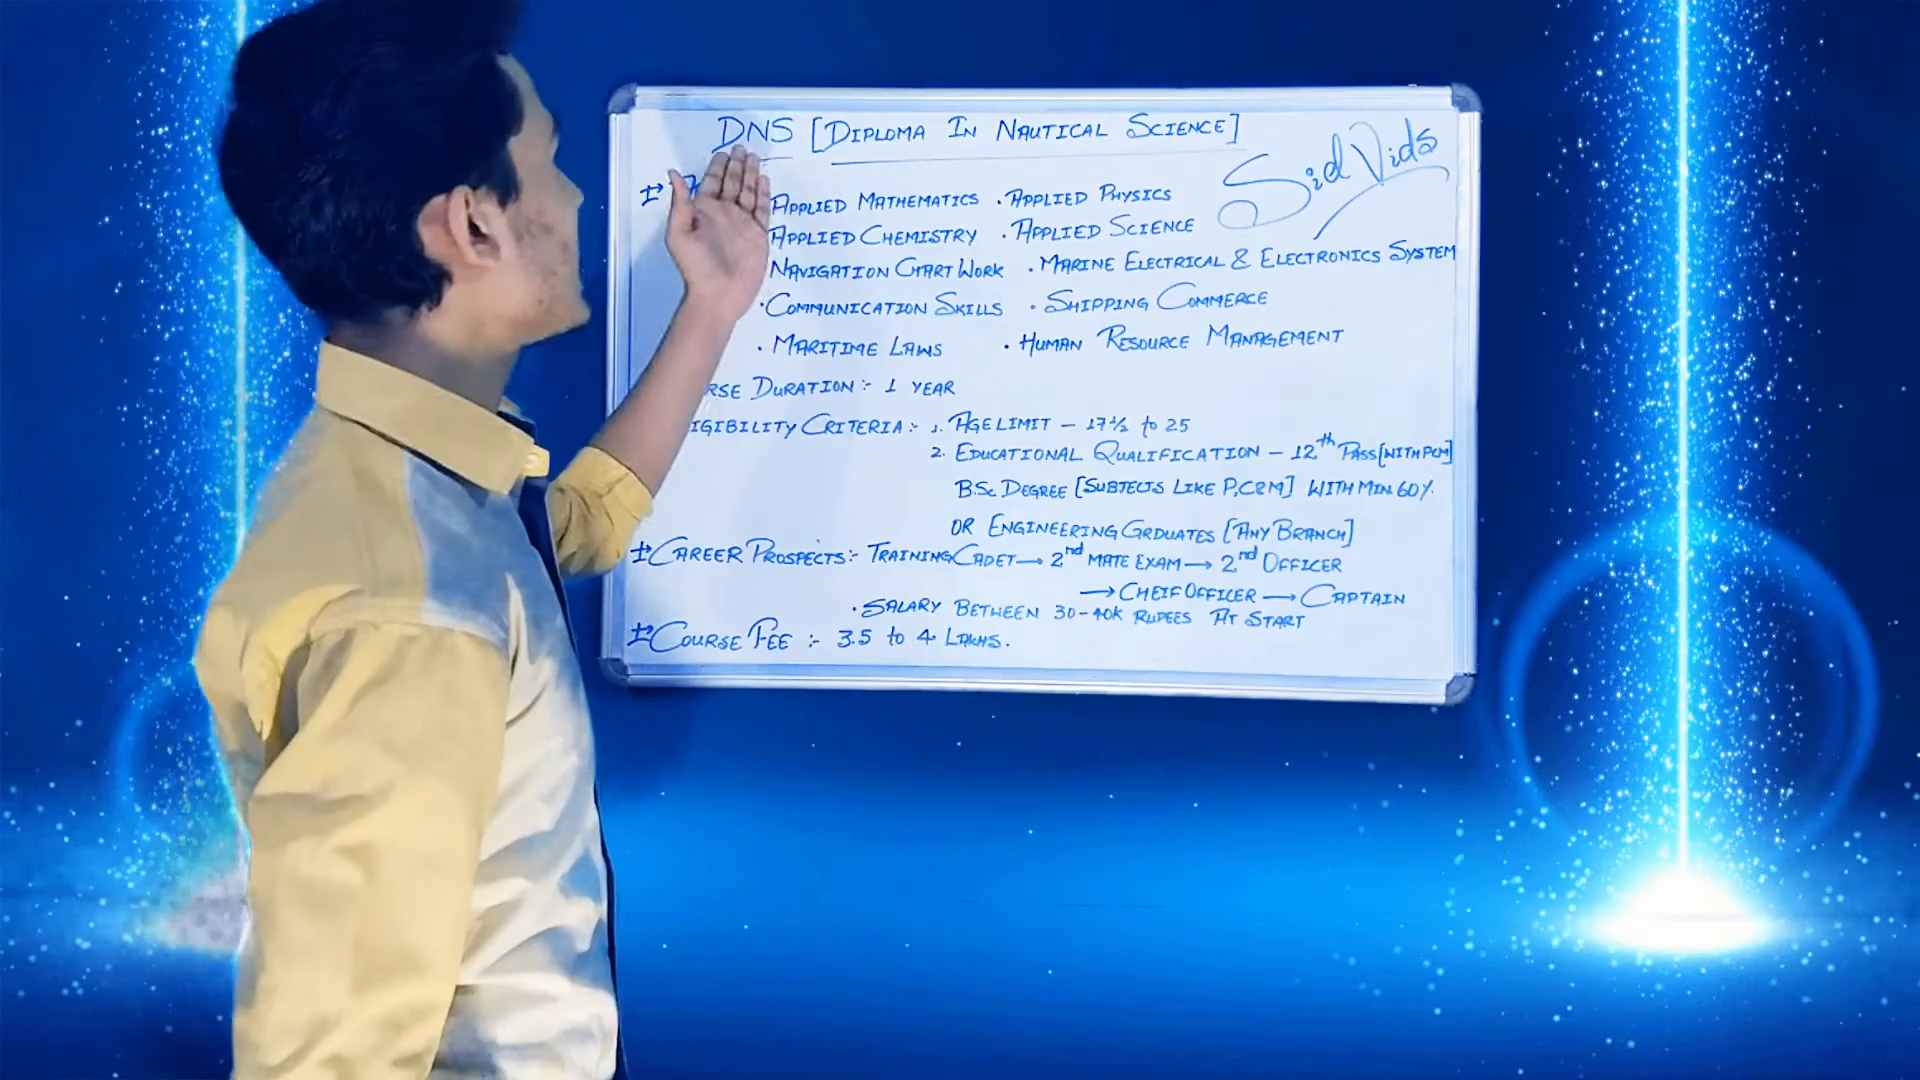 DNS [DIPLOMA IN NAUTICAL SCIENCE]
Sid Vids
APPLIED MATHEMATICS . APPLIED PHYSICS
APPLIED CHEMISTRY . APPLIED SCIENCE
NAVIGATION CHART WORK . MARINE ELECTRICAL & ELECTRONICS SYSTEM
. COMMUNICATION SKILLS . SHIPPING COMMERCE
. MARITIME LAWS . HUMAN RESOURCE MANAGEMENT
RSE DURATION :- 1 YEAR
IGIBILITY CRITERIA :- 1. AGE LIMIT - 17 1/2 to 25
2. EDUCATIONAL QUALIFICATION - 12th PASS [WITH PCM]
B.Sc DEGREE [SUBTECTS LIKE P,C&M] WITH MIN 60%.
OR ENGINEERING GRDUATES [ANY BRANCH]
CAREER PROSPECTS :- TRAINING CADET → 2nd MATE EXAM → 2nd OFFICER
→ CHEIF OFFICER → CAPTAIN
. SALARY BETWEEN 30-40K RUPEES AT START
COURSE FEE :- 3.5 to 4 LAKHS.